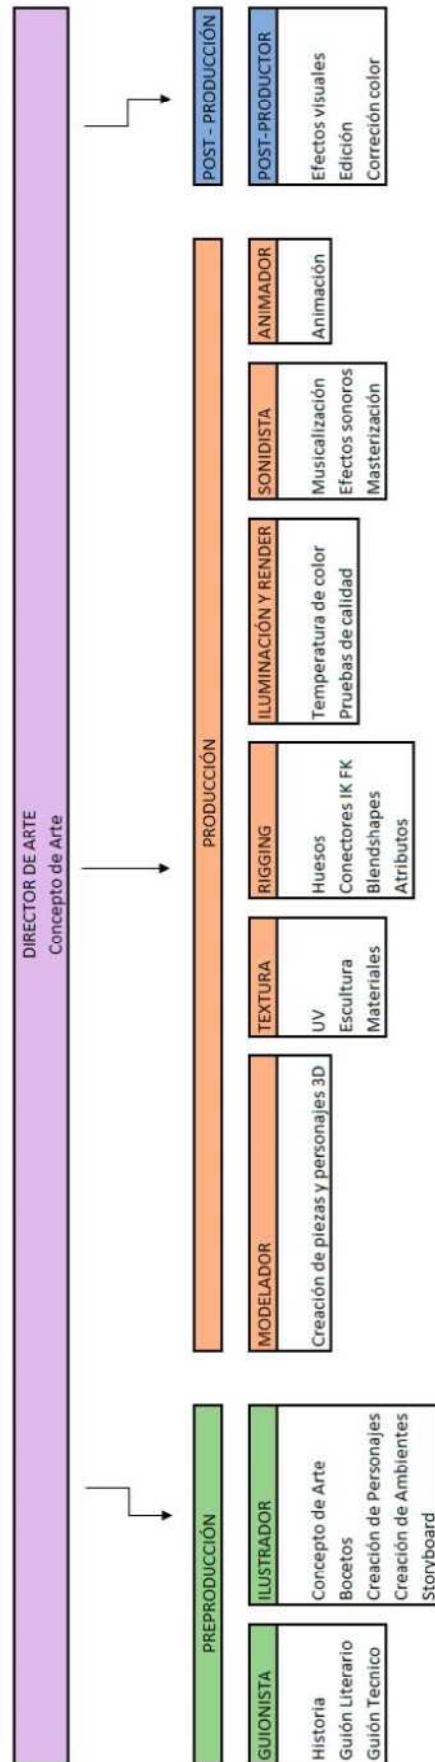 DIRECTOR DE ARTE
Concepto de Arte
PREPRODUCCIÓN
GUIONISTA
Historia
Guión Literario
Guión Tecnico
ILUSTRADOR
Concepto de Arte
Bocetos
Creación de Personajes
Creación de Ambientes
Storyboard
PRODUCCIÓN
MODELADOR
Creación de piezas y personajes 3D
TEXTURA
UV
Escultura
Materiales
RIGGING
Huesos
Conectores IK FK
Blendshapes
Atributos
ILUMINACIÓN Y RENDER
Temperatura de color
Pruebas de calidad
SONIDISTA
Musicalización
Efectos sonoros
Masterización
ANIMADOR
Animación
POST - PRODUCCIÓN
POST-PRODUCTOR
Efectos visuales
Edición
Correción color